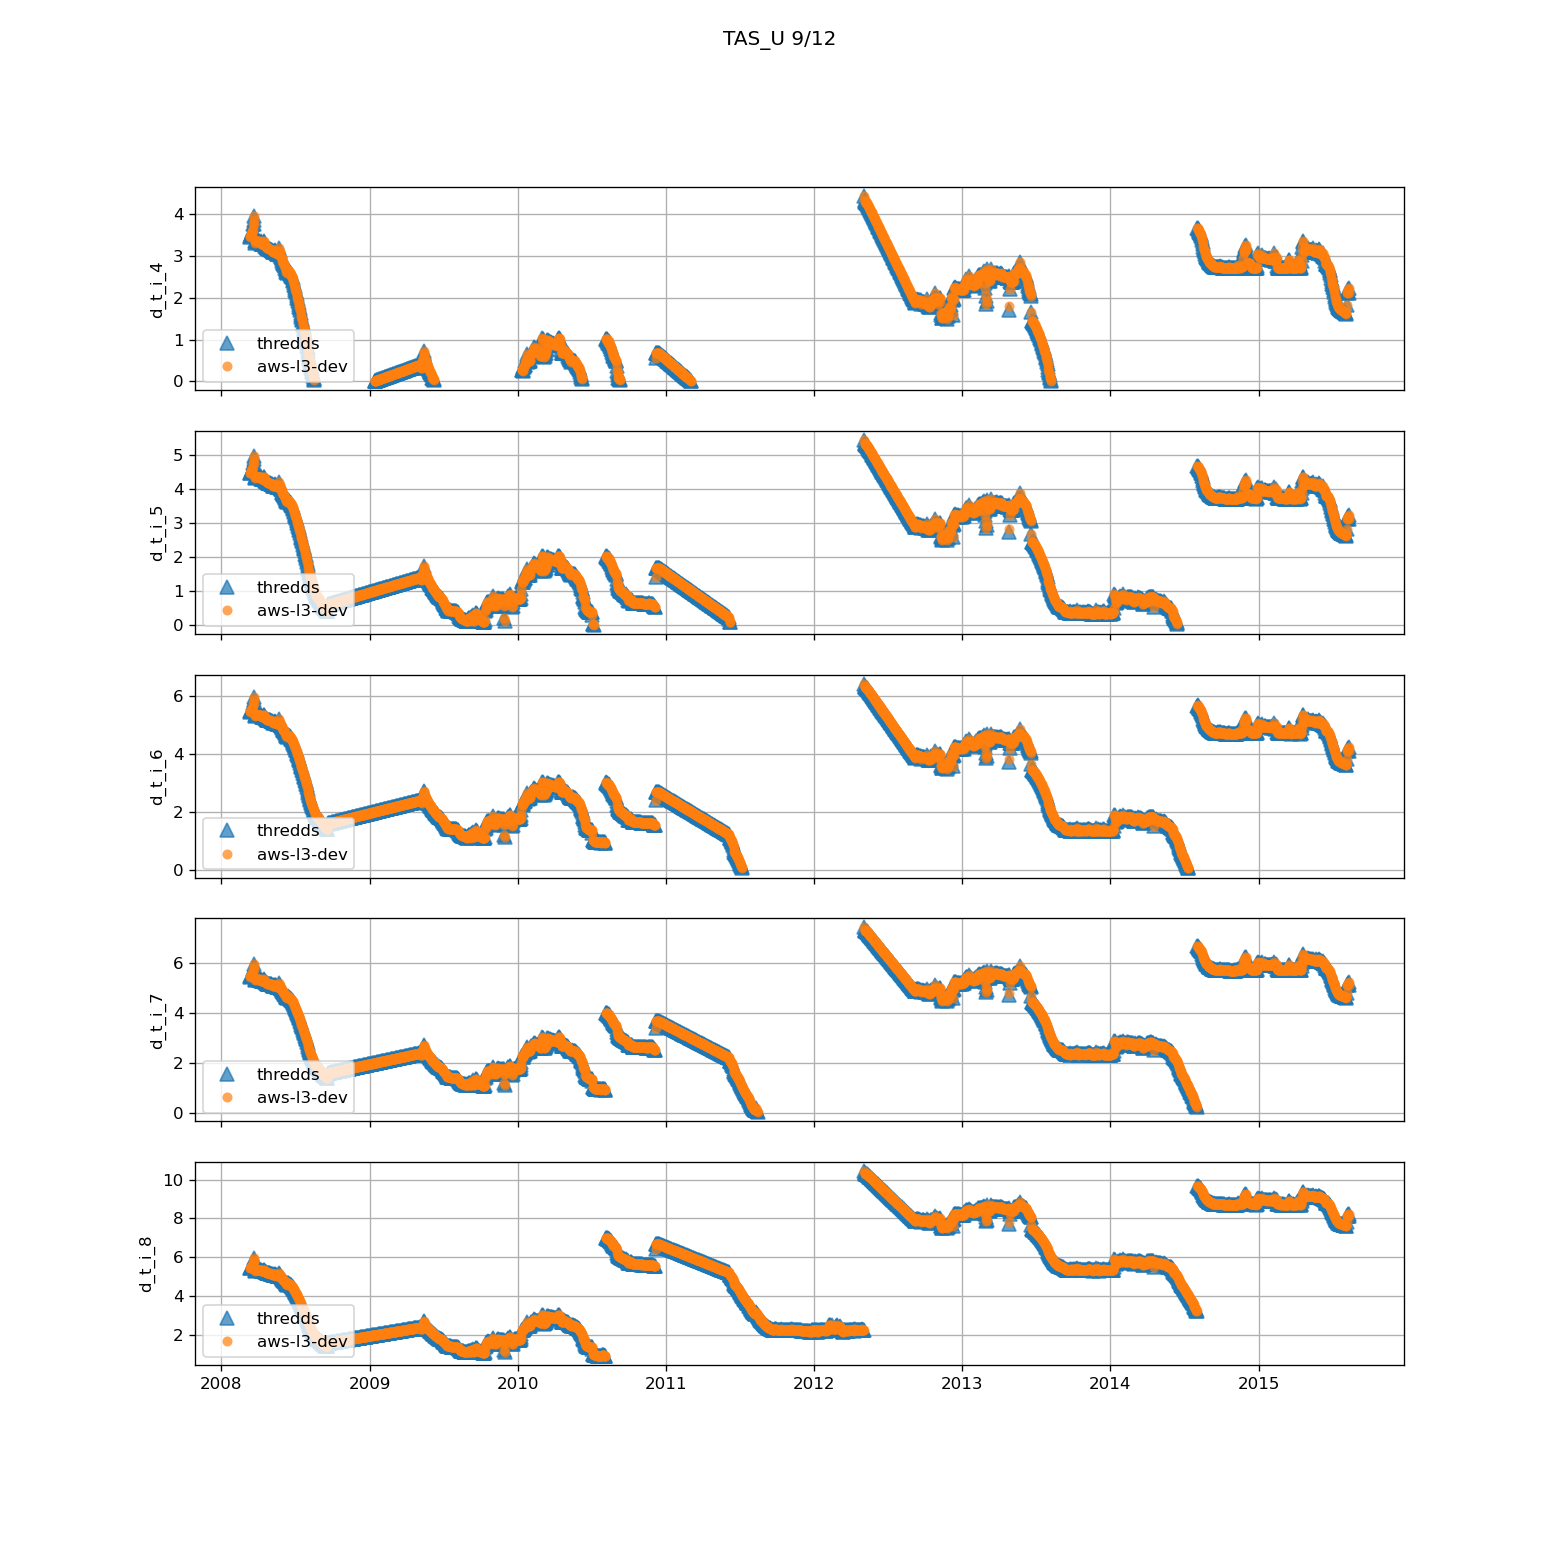 TAS_U 9/12
4
3
2
1
0
d_t_i_4
thredds
aws-l3-dev
5
4
3
2
1
0
d_t_i_5
thredds
aws-l3-dev
6
4
2
0
d_t_i_6
thredds
aws-l3-dev
6
4
2
0
d_t_i_7
thredds
aws-l3-dev
10
8
6
4
2
d_t_i_8
thredds
aws-l3-dev
2008 2009 2010 2011 2012 2013 2014 2015